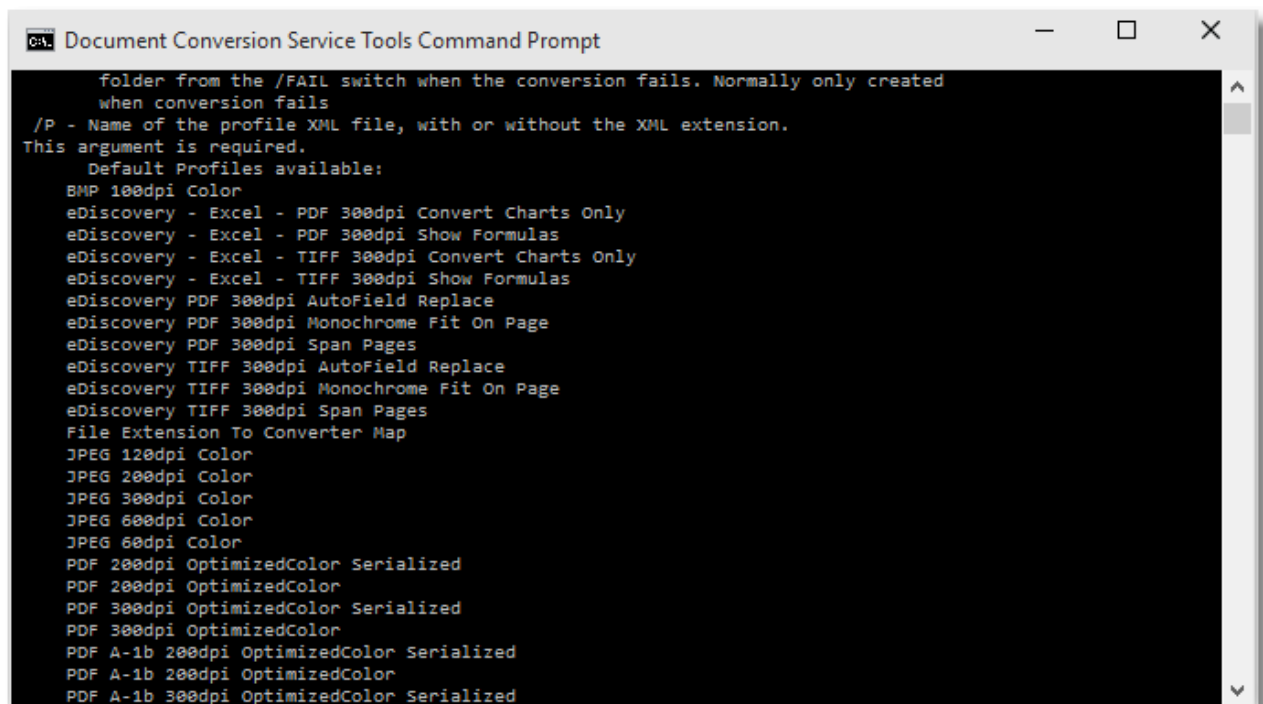 Document Conversion Service Tools Command Prompt
folder from the /FAIL switch when the conversion fails. Normally only created
when conversion fails
/P - Name of the profile XML file, with or without the XML extension.
This argument is required.
Default Profiles available:
BMP 100dpi Color
eDiscovery - Excel - PDF 300dpi Convert Charts Only
eDiscovery - Excel - PDF 300dpi Show Formulas
eDiscovery - Excel - TIFF 300dpi Convert Charts Only
eDiscovery - Excel - TIFF 300dpi Show Formulas
eDiscovery PDF 300dpi AutoField Replace
eDiscovery PDF 300dpi Monochrome Fit On Page
eDiscovery PDF 300dpi Span Pages
eDiscovery TIFF 300dpi AutoField Replace
eDiscovery TIFF 300dpi Monochrome Fit On Page
eDiscovery TIFF 300dpi Span Pages
File Extension To Converter Map
JPEG 120dpi Color
JPEG 200dpi Color
JPEG 300dpi Color
JPEG 600dpi Color
JPEG 60dpi Color
PDF 200dpi OptimizedColor Serialized
PDF 200dpi OptimizedColor
PDF 300dpi OptimizedColor Serialized
PDF 300dpi OptimizedColor
PDF A-1b 200dpi OptimizedColor Serialized
PDF A-1b 200dpi OptimizedColor
PDF A-1b 300dpi OptimizedColor Serialized